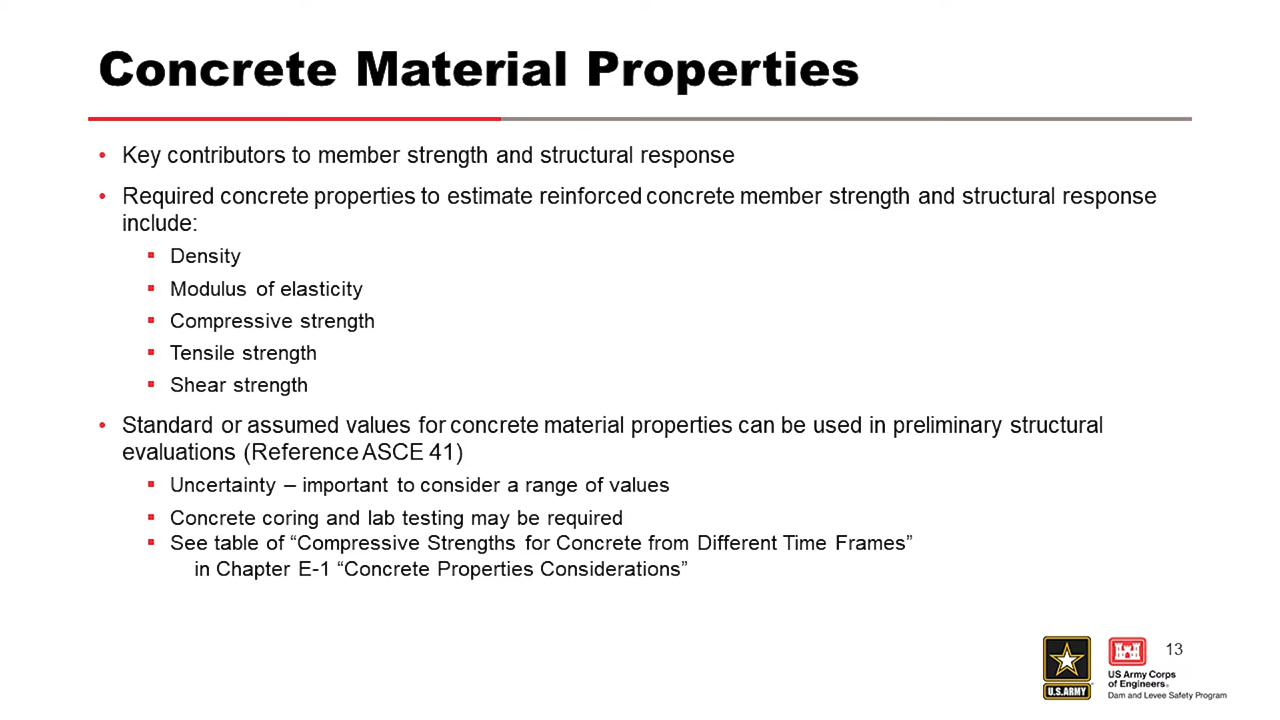 Concrete Material Properties
• Key contributors to member strength and structural response
• Required concrete properties to estimate reinforced concrete member strength and structural response
include:
▪ Density
▪ Modulus of elasticity
▪ Compressive strength
▪ Tensile strength
▪ Shear strength
• Standard or assumed values for concrete material properties can be used in preliminary structural
evaluations (Reference ASCE 41)
▪ Uncertainty – important to consider a range of values
▪ Concrete coring and lab testing may be required
▪ See table of “Compressive Strengths for Concrete from Different Time Frames”
in Chapter E-1 “Concrete Properties Considerations”
13
U.S. ARMY
US Army Corps
of Engineers®
Dam and Levee Safety Program